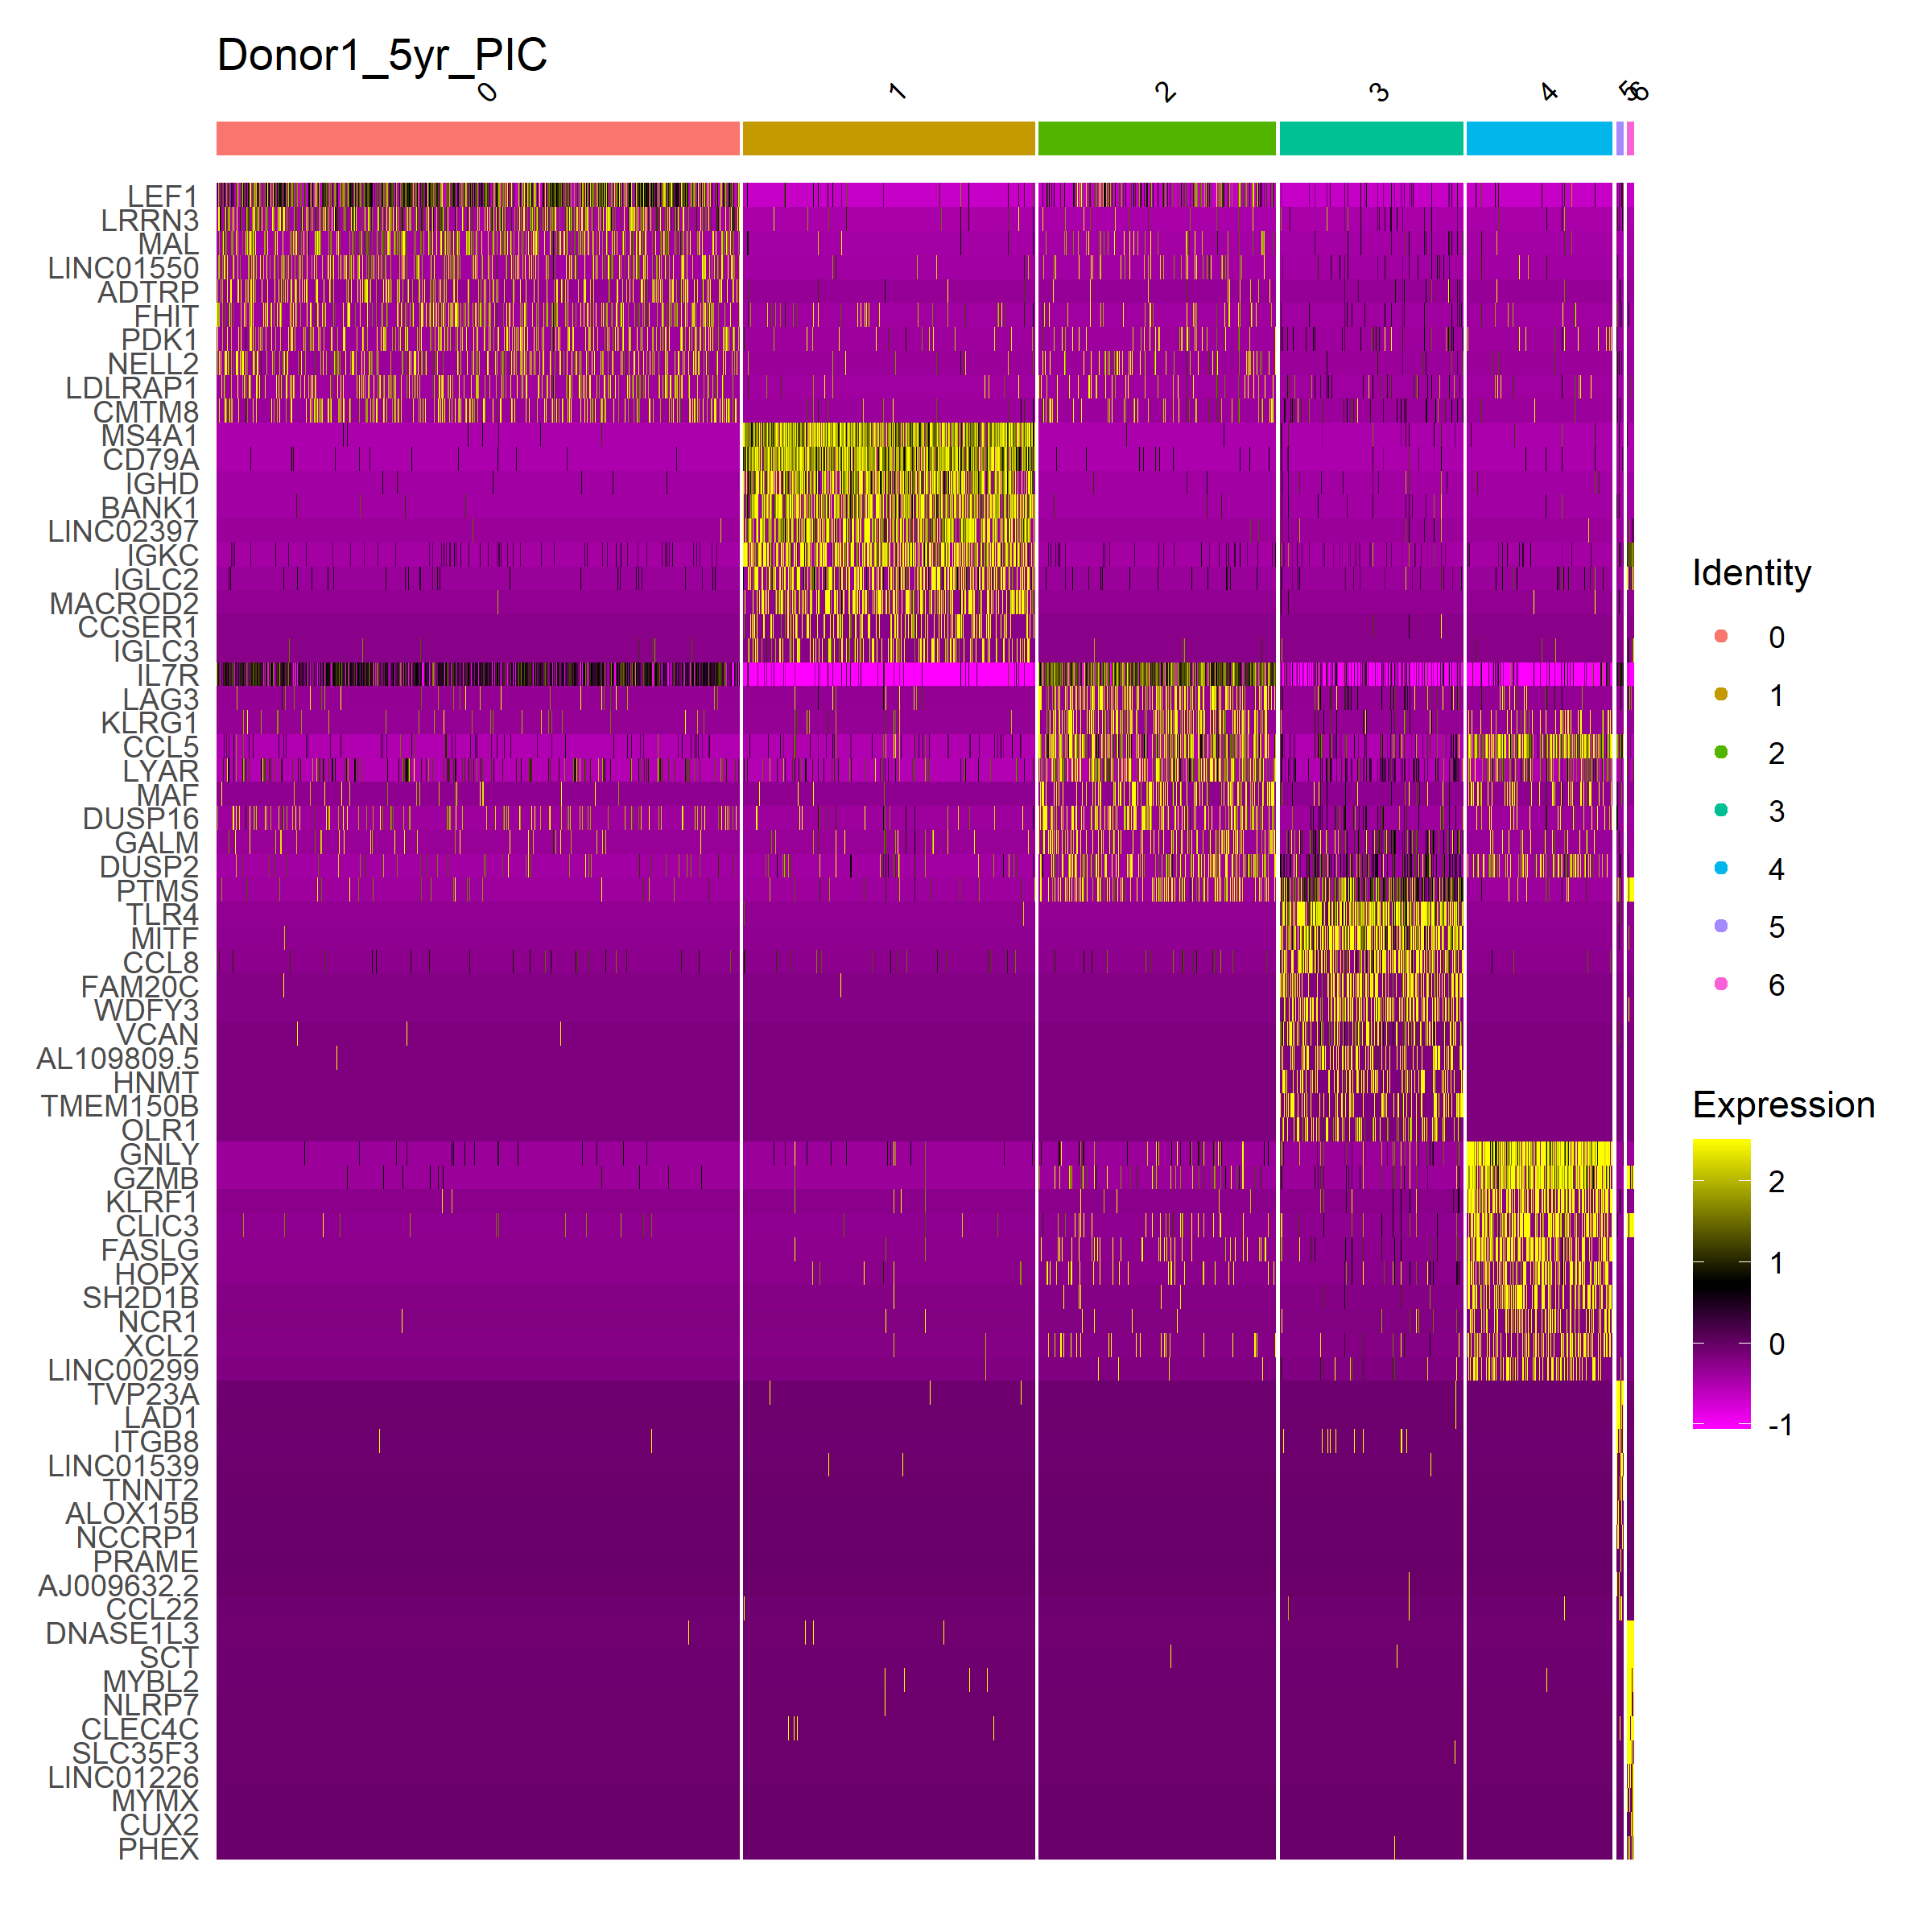 Donor1_5yr_PIC
0 1 2 3 4 5 6
LEF1
LRRN3
MAL
LINC01550
ADTRP
FHIT
PDK1
NELL2
LDLRAP1
CMTM8
MS4A1
CD79A
IGHD
BANK1
LINC02397
IGKC
IGLC2
MACROD2
CCSER1
IGLC3
IL7R
LAG3
KLRG1
CCL5
LYAR
MAF
DUSP16
GALM
DUSP2
PTMS
TLR4
MITF
CCL8
FAM20C
WDFY3
VCAN
AL109809.5
HNMT
TMEM150B
OLR1
GNLY
GZMB
KLRF1
CLIC3
FASLG
HOPX
SH2D1B
NCR1
XCL2
LINC00299
TVP23A
LAD1
ITGB8
LINC01539
TNNT2
ALOX15B
NCCRP1
PRAME
AJ009632.2
CCL22
DNASE1L3
SCT
MYBL2
NLRP7
CLEC4C
SLC35F3
LINC01226
MYMX
CUX2
PHEX
Identity
0
1
2
3
4
5
6
Expression
2
1
0
-1